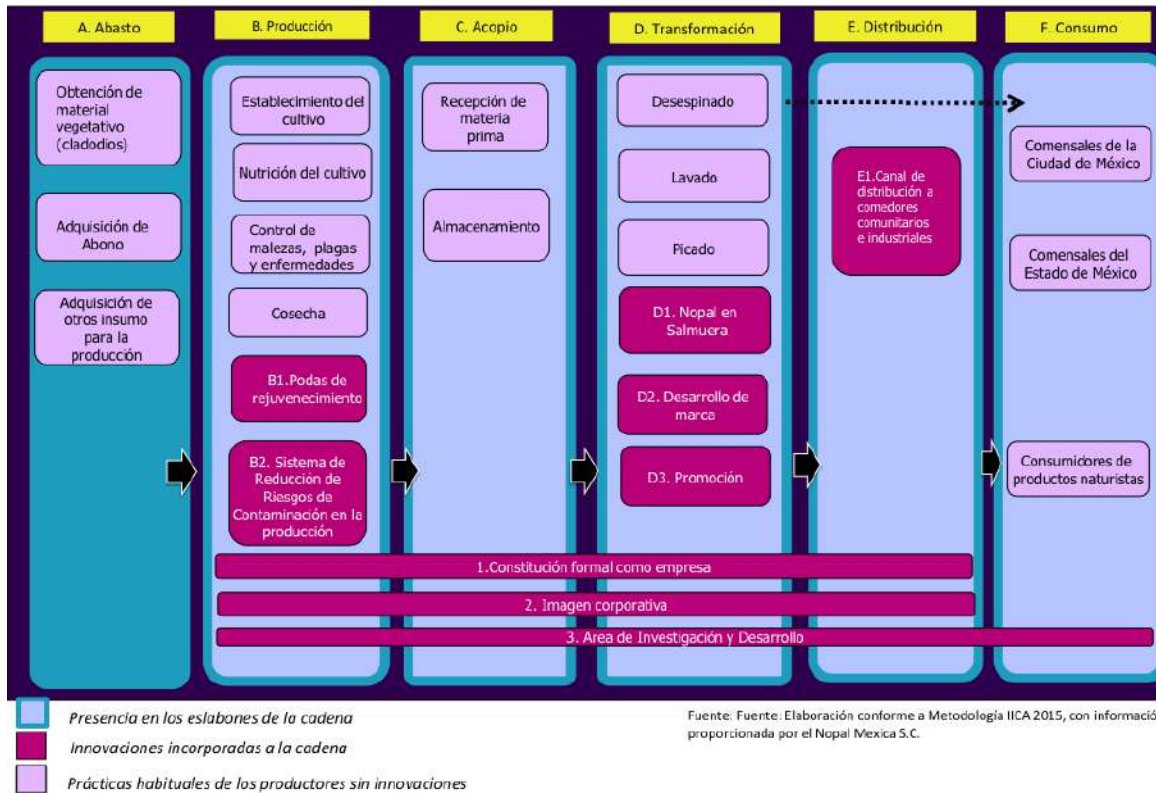 A. Abasto
B. Producción
C. Acopio
D. Transformación
E. Distribución
F. Consumo
Obtención de
material
vegetativo
(cladodios)
Adquisición de
Abono
Adquisición de
otros insumo
para la
producción
Establecimiento del
cultivo
Nutrición del cultivo
Control de
malezas, plagas
y enfermedades
Cosecha
B1.Podas de
rejuvenecimiento
B2. Sistema de
Reducción de
Riesgos de
Contaminación en la
producción
Recepción de
materia
prima
Almacenamiento
Desespinado
Lavado
Picado
D1. Nopal en
Salmuera
D2. Desarrollo de
marca
D3. Promoción
E1.Canal de
distribución a
comedores
comunitarios
e industriales
Comensales de la
Ciudad de México
Comensales del
Estado de México
Consumidores de
productos naturistas
1.Constitución formal como empresa
2. Imagen corporativa
3. Area de Investigación y Desarrollo
Presencia en los eslabones de la cadena
Innovaciones incorporadas a la cadena
Prácticas habituales de los productores sin innovaciones
Fuente: Fuente: Elaboración conforme a Metodología IICA 2015, con informació
proporcionada por el Nopal Mexica S.C.